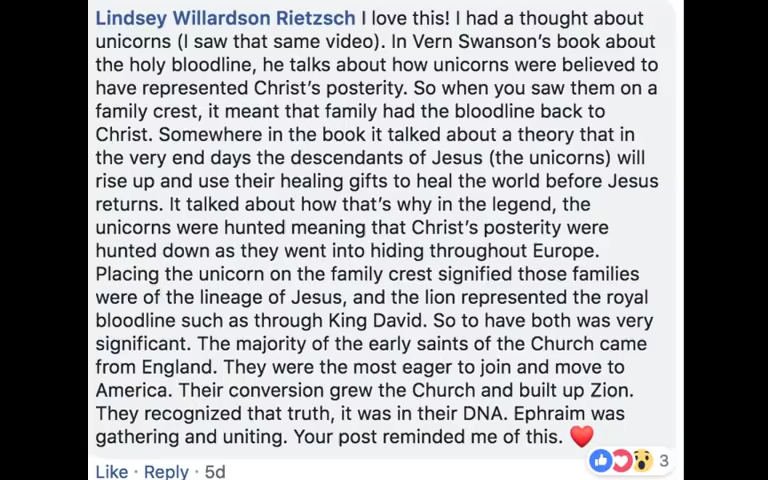 Lindsey Willardson Rietzsch I love this! I had a thought about
unicorns (I saw that same video). In Vern Swanson's book about
the holy bloodline, he talks about how unicorns were believed to
have represented Christ's posterity. So when you saw them on a
family crest, it meant that family had the bloodline back to
Christ. Somewhere in the book it talked about a theory that in
the very end days the descendants of Jesus (the unicorns) will
rise up and use their healing gifts to heal the world before Jesus
returns. It talked about how that's why in the legend, the
unicorns were hunted meaning that Christ's posterity were
hunted down as they went into hiding throughout Europe.
Placing the unicorn on the family crest signified those families
were of the lineage of Jesus, and the lion represented the royal
bloodline such as through King David. So to have both was very
significant. The majority of the early saints of the Church came
from England. They were the most eager to join and move to
America. Their conversion grew the Church and built up Zion.
They recognized that truth, it was in their DNA. Ephraim was
gathering and uniting. Your post reminded me of this. ❤️
3
Like · Reply · 5d